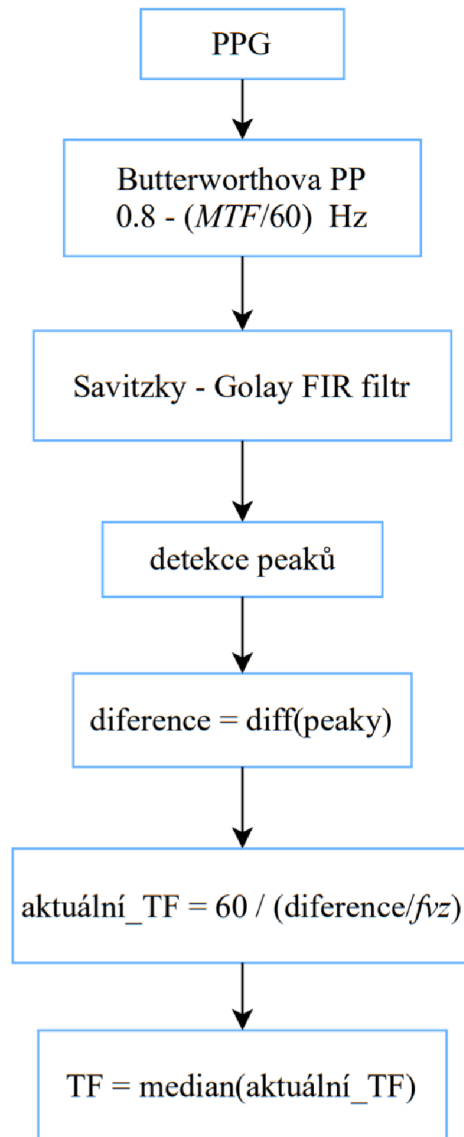 PPG
Butterworthova PP
0.8 - (MTF/60) Hz
Savitzky - Golay FIR filtr
detekce peaků
diference = diff(peaky)
aktuální_TF = 60 / (diference/fvz)
TF = median(aktuální_TF)